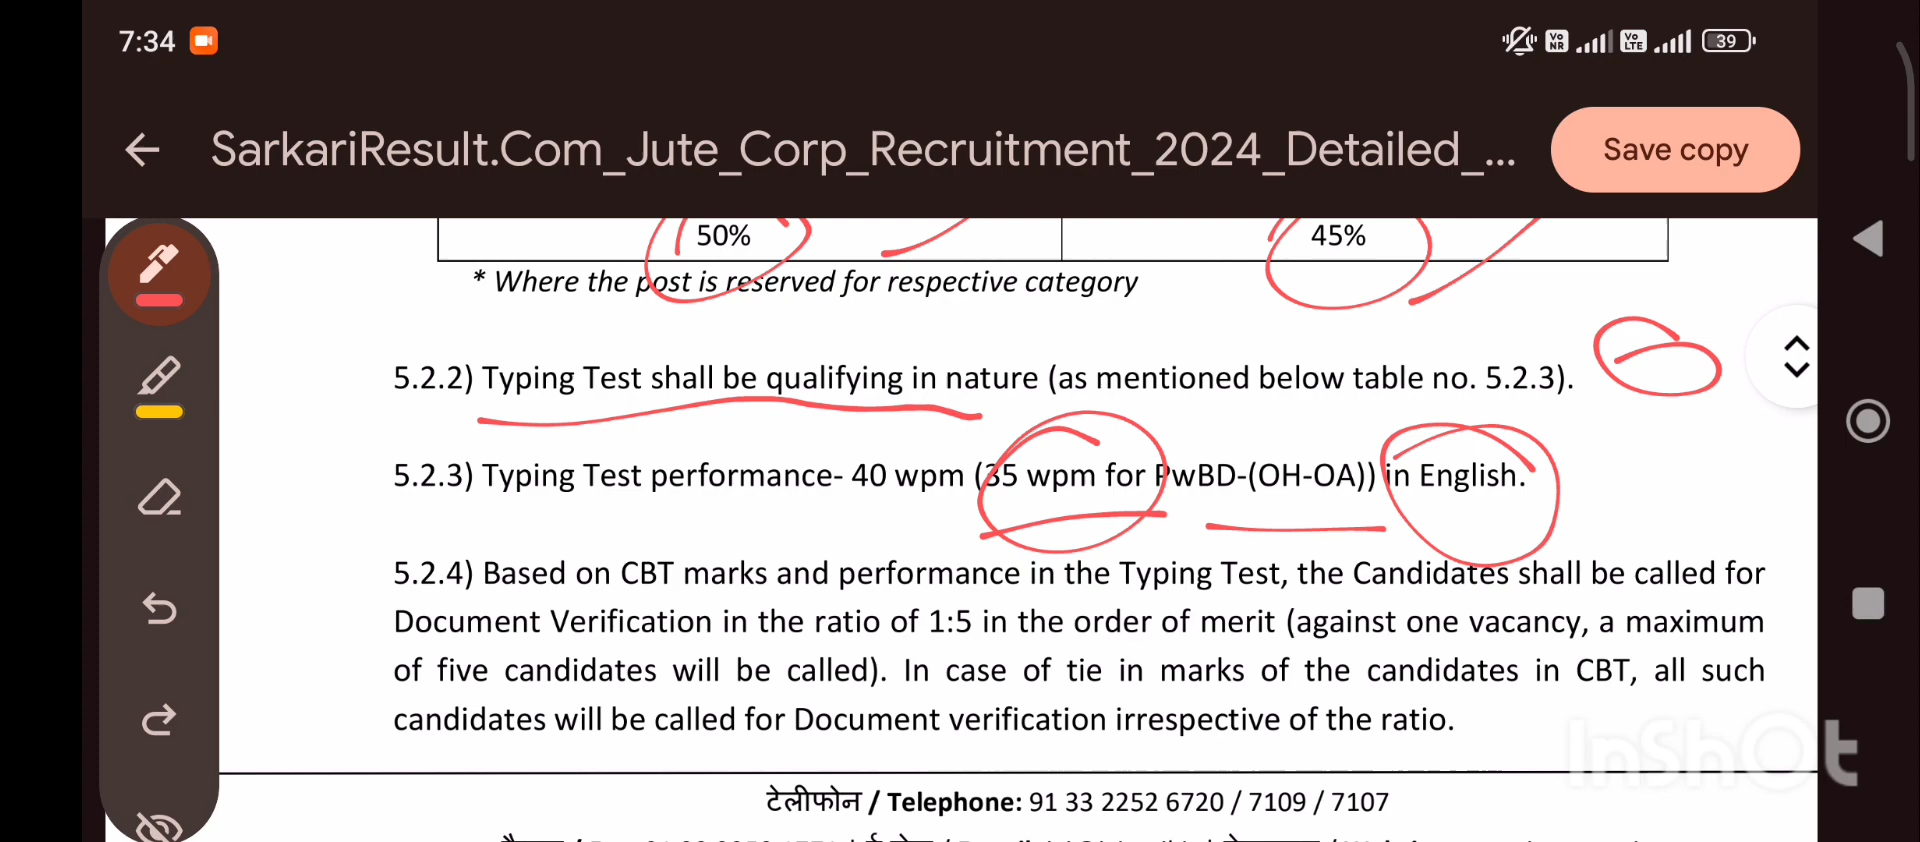 7:34
Vo NR
Vo LTE
39
SarkariResult.Com_Jute_Corp_Recruitment_2024_Detailed_...
Save copy
50% 45%
* Where the post is reserved for respective category
5.2.2) Typing Test shall be qualifying in nature (as mentioned below table no. 5.2.3).
5.2.3) Typing Test performance- 40 wpm (35 wpm for PwBD-(OH-OA)) in English.
5.2.4) Based on CBT marks and performance in the Typing Test, the Candidates shall be called for
Document Verification in the ratio of 1:5 in the order of merit (against one vacancy, a maximum
of five candidates will be called). In case of tie in marks of the candidates in CBT, all such
candidates will be called for Document verification irrespective of the ratio.
InShOt
टेलीफोन / Telephone: 91 33 2252 6720 / 7109 / 7107